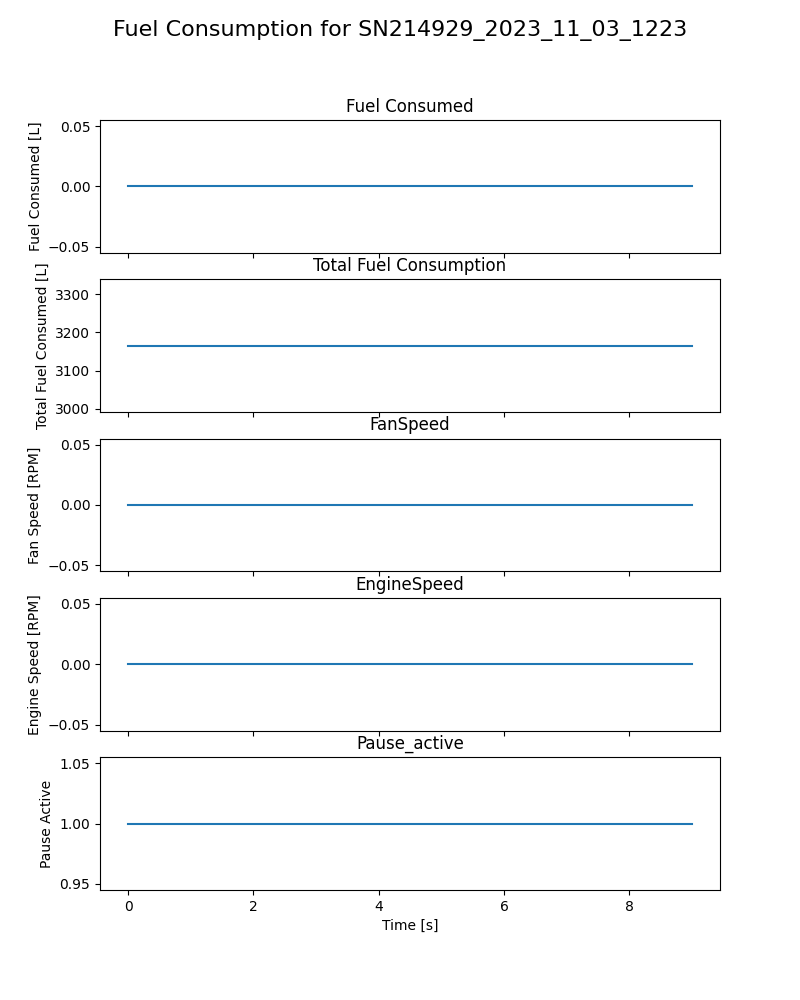 Fuel Consumption for SN214929_2023_11_03_1223
Fuel Consumed
Fuel Consumed [L]
0.05
0.00
−0.05
Total Fuel Consumption
Total Fuel Consumed [L]
3300
3200
3100
3000
FanSpeed
Fan Speed [RPM]
0.05
0.00
−0.05
EngineSpeed
Engine Speed [RPM]
0.05
0.00
−0.05
Pause_active
Pause Active
1.05
1.00
0.95
0 2 4 6 8
Time [s]